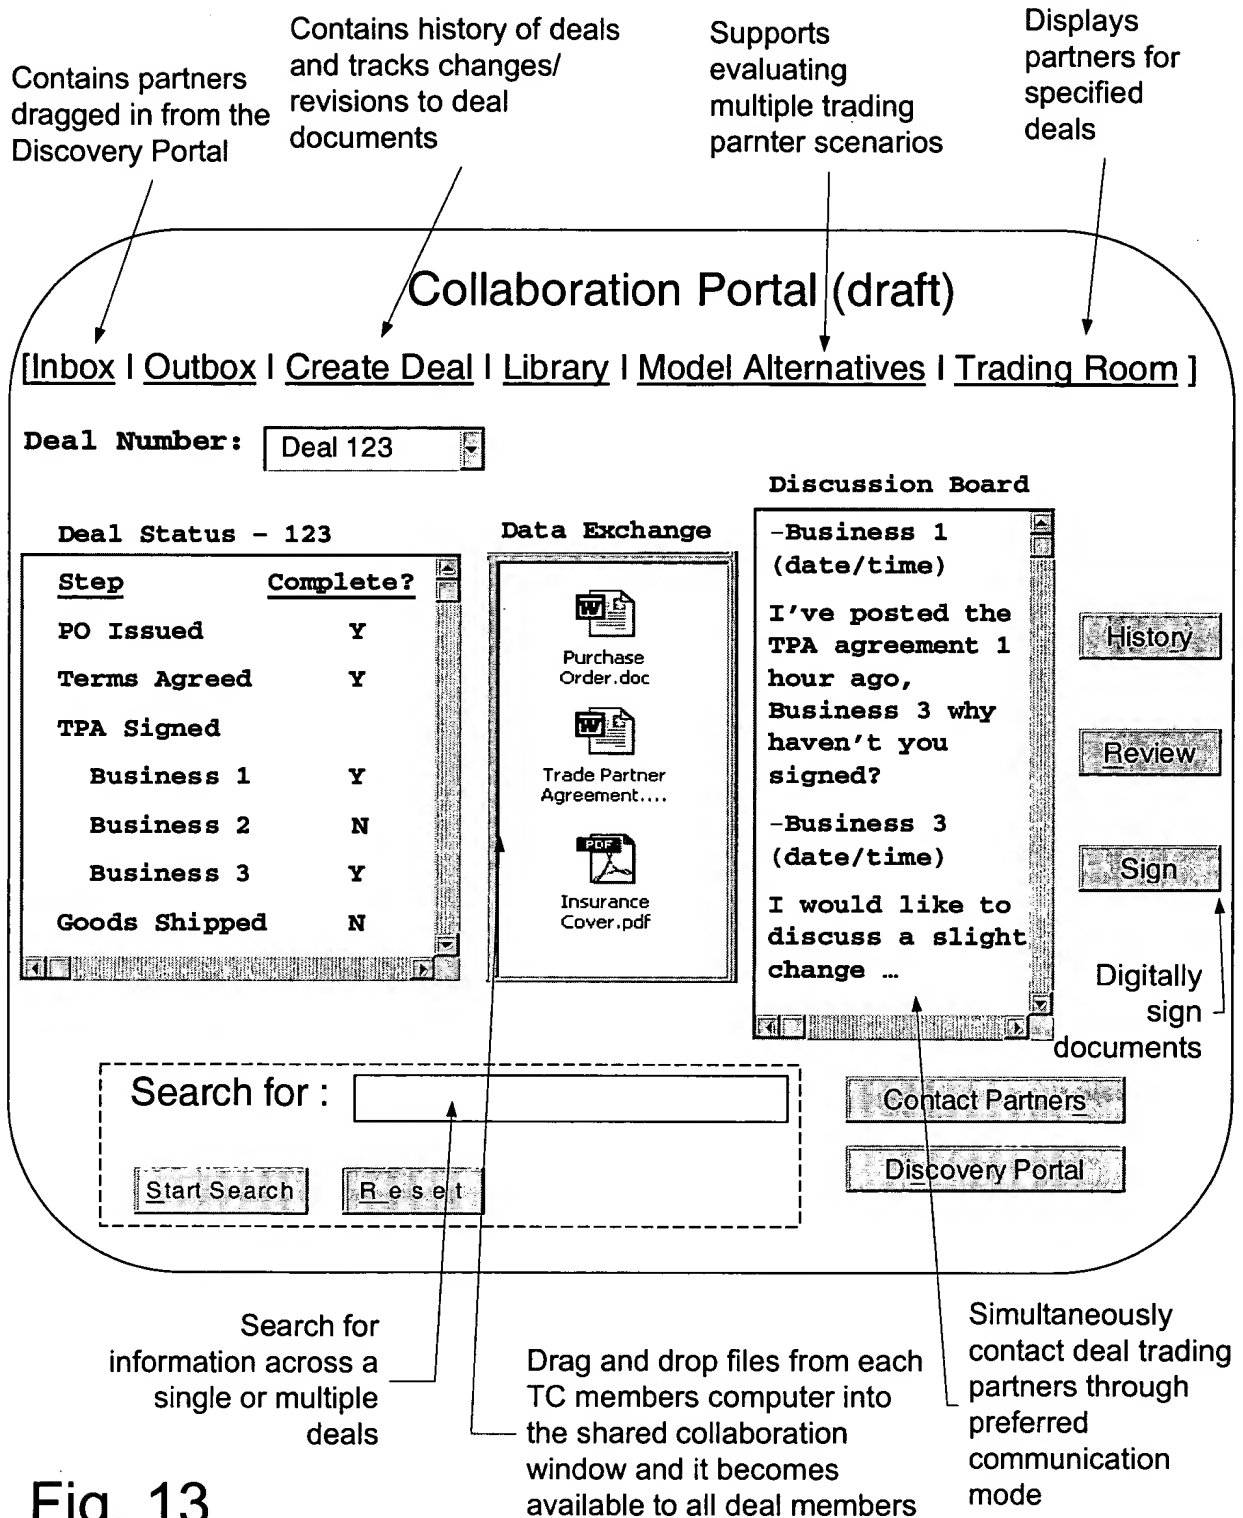 Contains partners
dragged in from the
Discovery Portal
Contains history of deals
and tracks changes/
revisions to deal
documents
Supports
evaluating
multiple trading
parnter scenarios
Displays
partners for
specified
deals
Collaboration Portal (draft)
[Inbox I Outbox I Create Deal I Library I Model Alternatives I Trading Room ]
Deal Number: Deal 123
Deal Status - 123
Step Complete?
PO Issued Y
Terms Agreed Y
TPA Signed
Business 1 Y
Business 2 N
Business 3 Y
Goods Shipped N
Data Exchange
W
Purchase
Order.doc
W
Trade Partner
Agreement....
PDF
Insurance
Cover.pdf
Discussion Board
-Business 1
(date/time)
I've posted the
TPA agreement 1
hour ago,
Business 3 why
haven't you
signed?
-Business 3
(date/time)
I would like to
discuss a slight
change …
History
Review
Sign
Digitally
sign
documents
Search for :
Start Search Reset
Contact Partners
Discovery Portal
Search for
information across a
single or multiple
deals
Drag and drop files from each
TC members computer into
the shared collaboration
window and it becomes
available to all deal members
Simultaneously
contact deal trading
partners through
preferred
communication
mode
Fig. 13